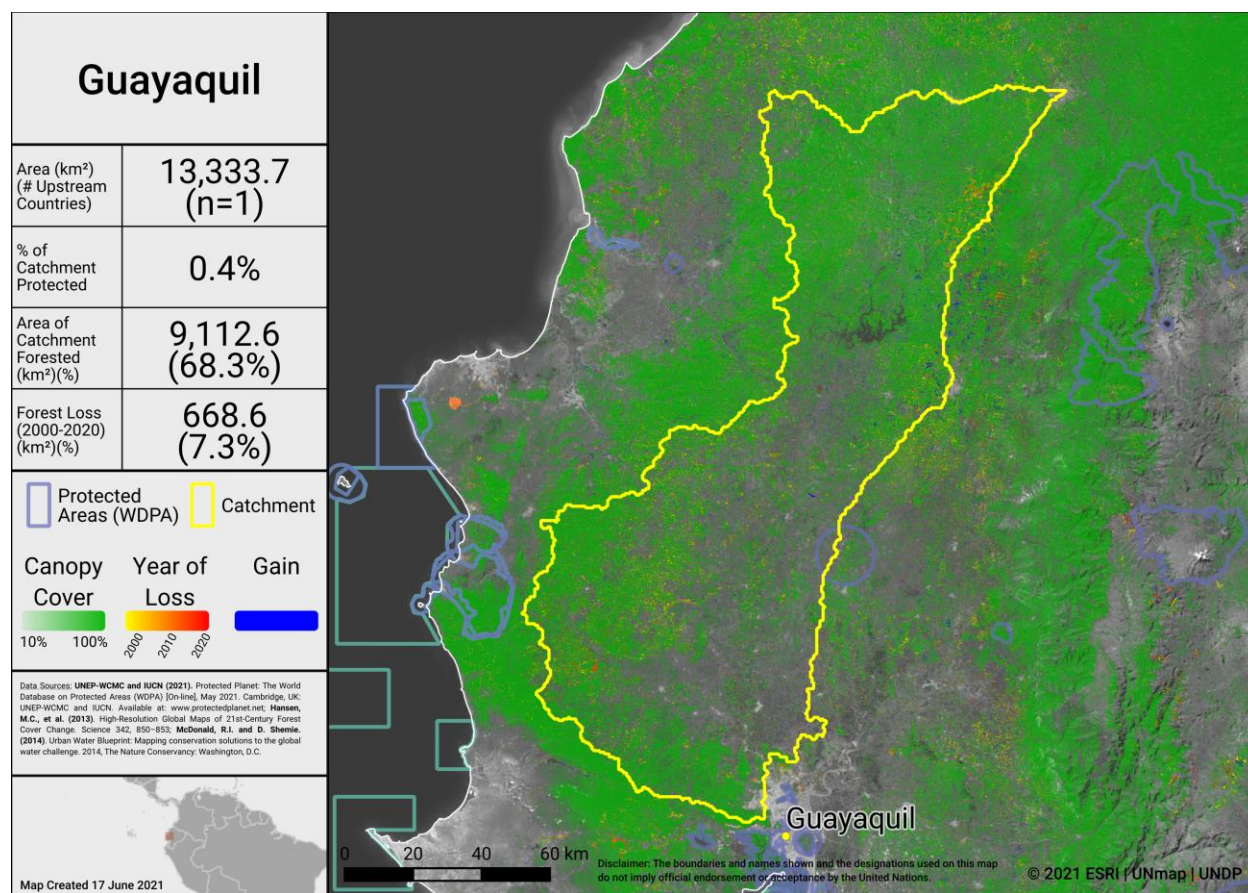 Guayaquil
Area (km²)
(# Upstream
Countries)
13,333.7
(n=1)
% of
Catchment
Protected
0.4%
Area of
Catchment
Forested
(km²)(%)
9,112.6
(68.3%)
Forest Loss
(2000-2020)
(km²)(%)
668.6
(7.3%)
Protected
Areas (WDPA)
Catchment
Canopy
Cover
10% 100%
Year of
Loss
2000 2010 2020
Gain
Data Sources: UNEP-WCMC and IUCN (2021). Protected Planet: The World
Database on Protected Areas (WDPA) [On-line], May 2021. Cambridge, UK:
UNEP-WCMC and IUCN. Available at: www.protectedplanet.net; Hansen,
M.C., et al. (2013). High-Resolution Global Maps of 21st-Century Forest
Cover Change. Science 342, 850–853; McDonald, R.I. and D. Shemie.
(2014). Urban Water Blueprint: Mapping conservation solutions to the global
water challenge. 2014, The Nature Conservancy: Washington, D.C.
Map Created 17 June 2021
Guayaquil
0 20 40 60 km
Disclaimer: The boundaries and names shown and the designations used on this map
do not imply official endorsement or acceptance by the United Nations.
© 2021 ESRI | UNmap | UNDP